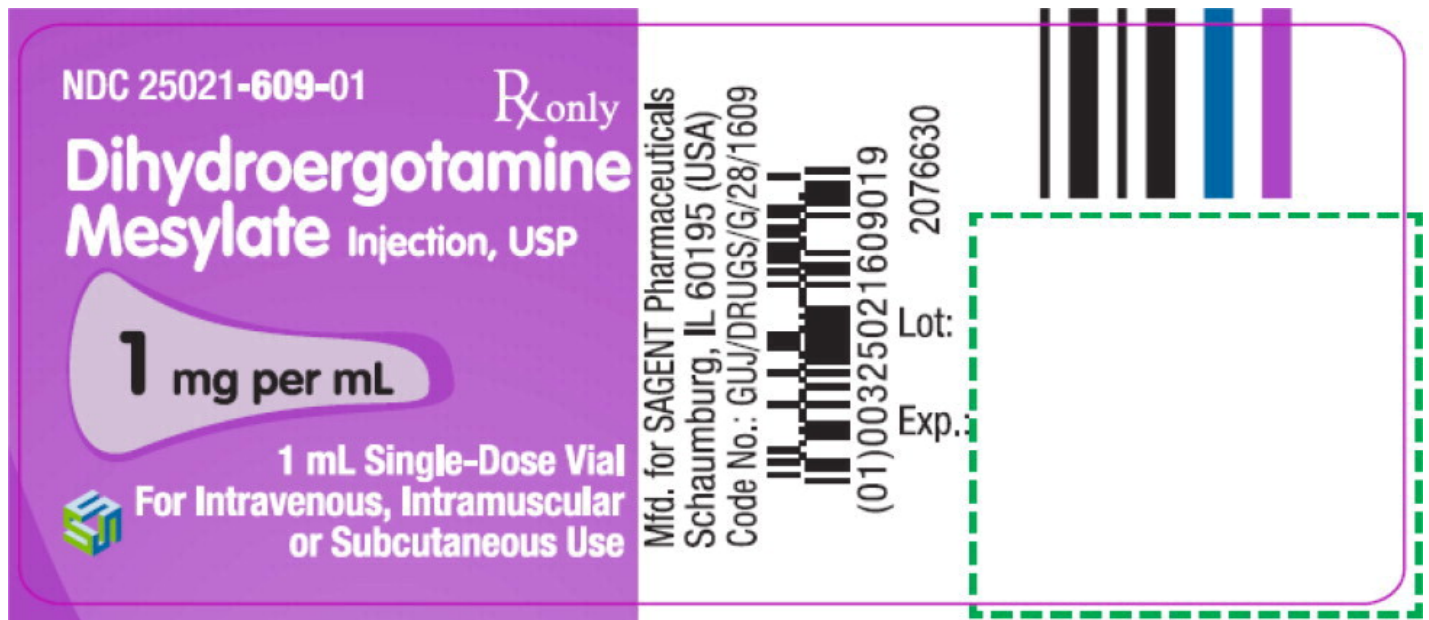 NDC 25021-609-01
Rx only
Dihydroergotamine
Mesylate Injection, USP
1 mg per mL
1 mL Single-Dose Vial
For Intravenous, Intramuscular
or Subcutaneous Use
Mfd. for SAGENT Pharmaceuticals
Schaumburg, IL 60195 (USA)
Code No.: GUJ/DRUGS/G/28/1609
(01)00325021609019
2076630
Lot:
Exp.: